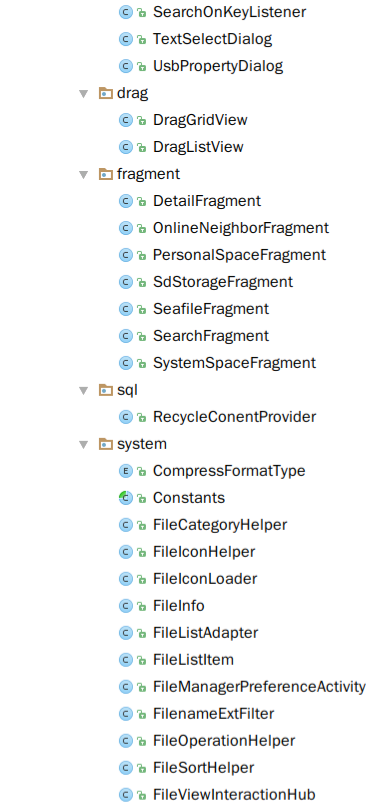 SearchOnKeyListener
TextSelectDialog
UsbPropertyDialog
drag
DragGridView
DragListView
fragment
DetailFragment
OnlineNeighborFragment
PersonalSpaceFragment
SdStorageFragment
SeafileFragment
SearchFragment
SystemSpaceFragment
sql
RecycleConentProvider
system
CompressFormatType
Constants
FileCategoryHelper
FileIconHelper
FileIconLoader
FileInfo
FileListAdapter
FileListItem
FileManagerPreferenceActivity
FilenameExtFilter
FileOperationHelper
FileSortHelper
FileViewInteractionHub